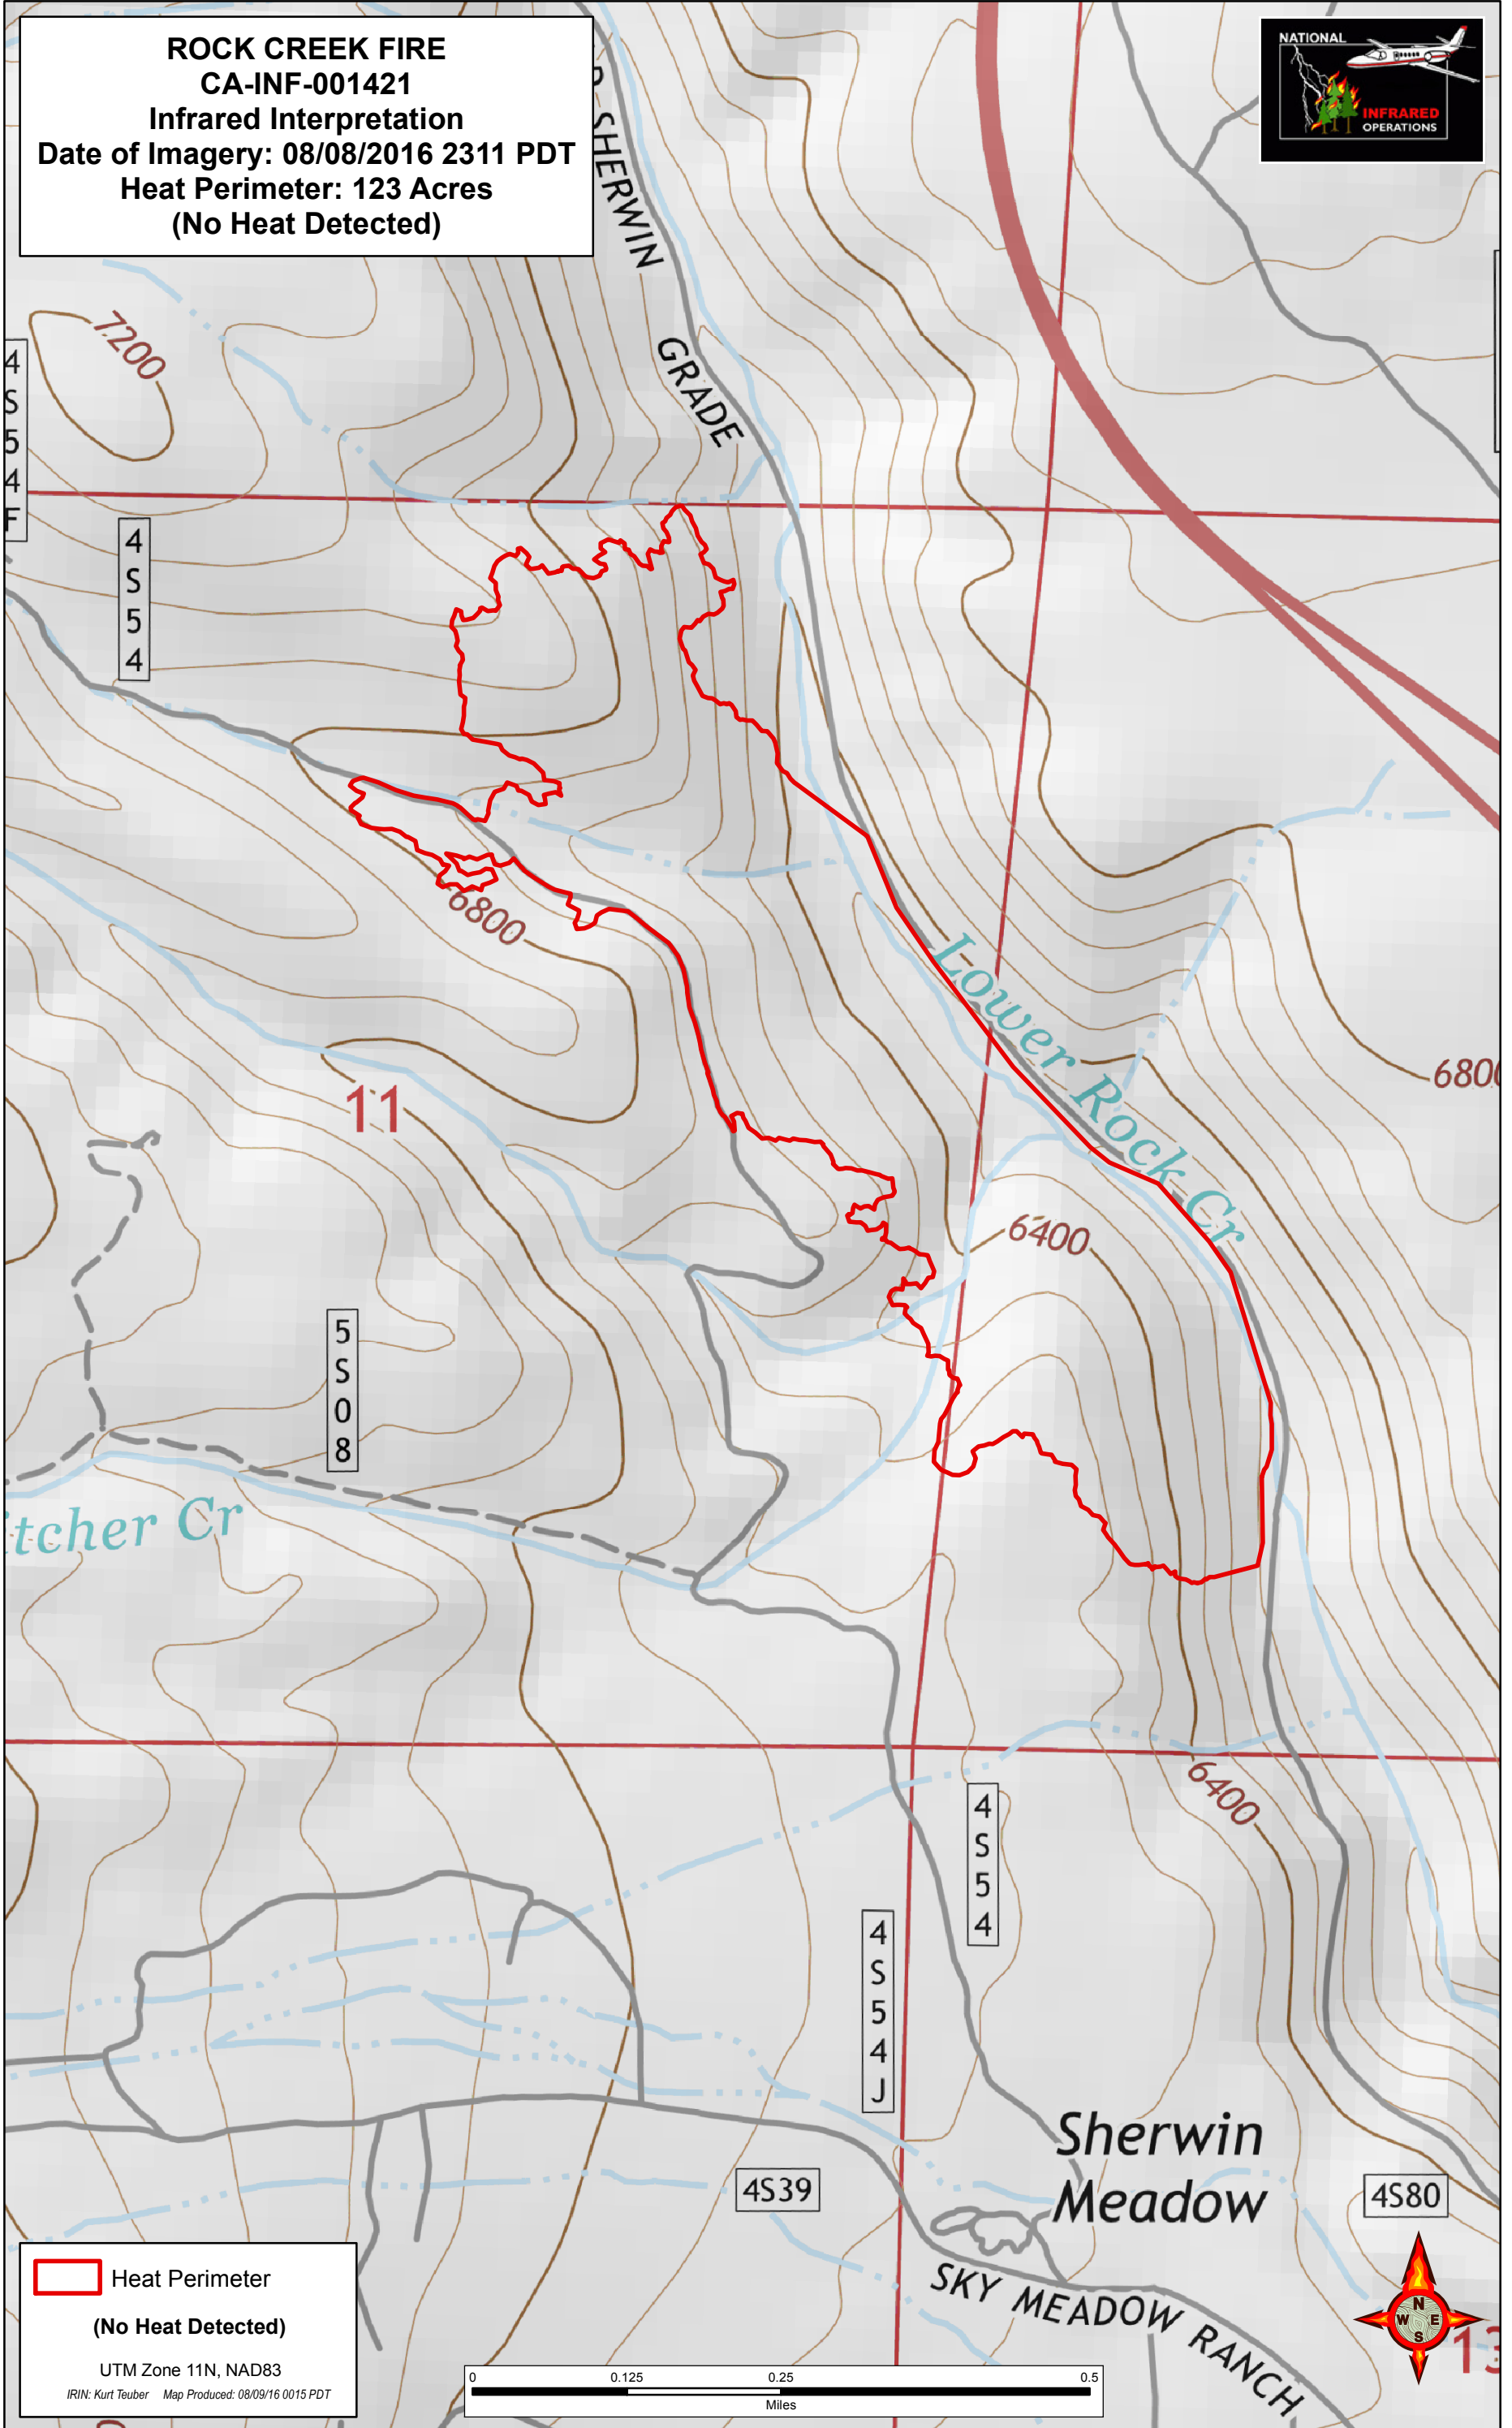 ROCK CREEK FIRE
CA-INF-001421
Infrared Interpretation
Date of Imagery: 08/08/2016 2311 PDT
Heat Perimeter: 123 Acres
(No Heat Detected)
NATIONAL
INFRARED
OPERATIONS
SHERWIN
GRADE
7200
4S54F
4S54
6800
Lower Rock Cr
6800
11
6400
5S08
itcher Cr
6400
4S54
4S54J
Sherwin
Meadow
4S39
4S80
SKY MEADOW RANCH
N
W E
S
13
Heat Perimeter
(No Heat Detected)
UTM Zone 11N, NAD83
IRIN: Kurt Teuber Map Produced: 08/09/16 0015 PDT
0 0.125 0.25 0.5
Miles